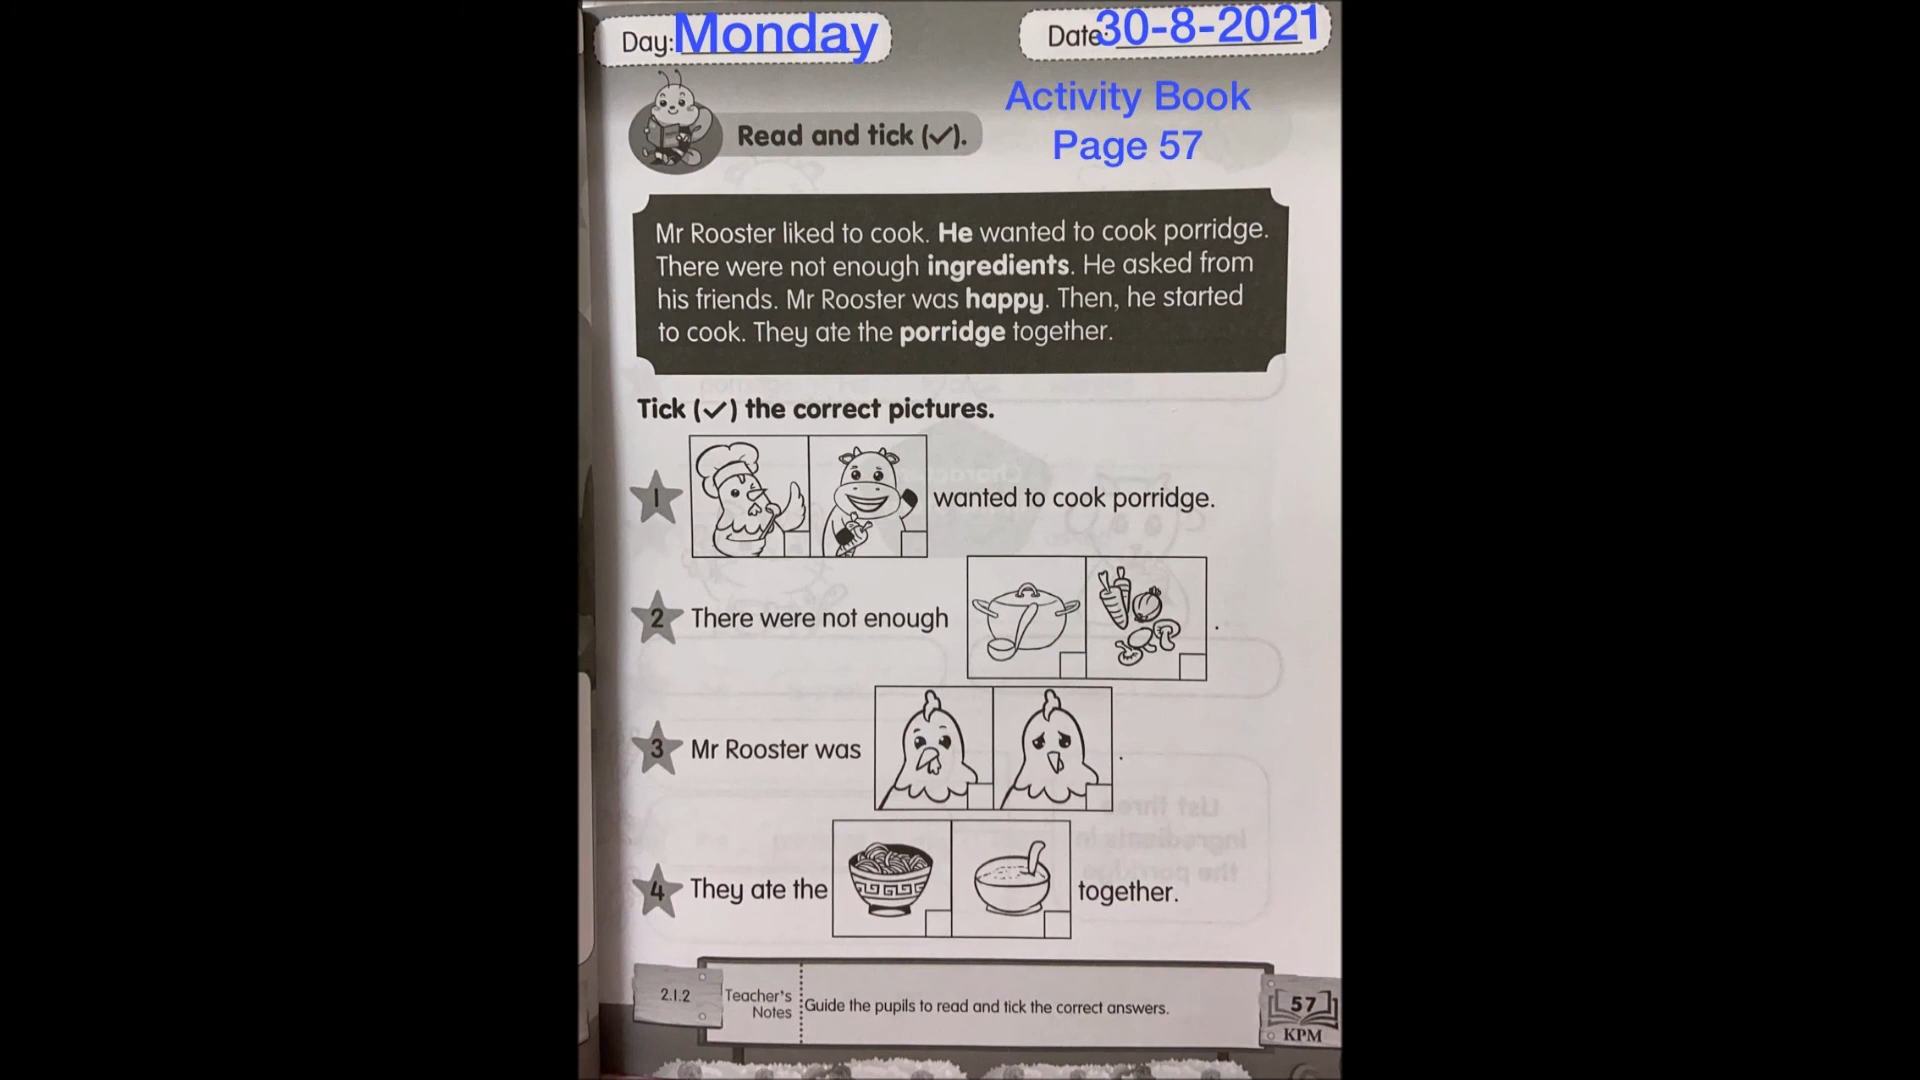 Day: Monday
Date: 30-8-2021
Activity Book
Page 57
Read and tick (✓).
Mr Rooster liked to cook. He wanted to cook porridge.
There were not enough ingredients. He asked from
his friends. Mr Rooster was happy. Then, he started
to cook. They ate the porridge together.
Tick (✓) the correct pictures.
1 wanted to cook porridge.
2 There were not enough .
3 Mr Rooster was .
4 They ate the together.
2.1.2
Teacher's
Notes
Guide the pupils to read and tick the correct answers.
57
KPM